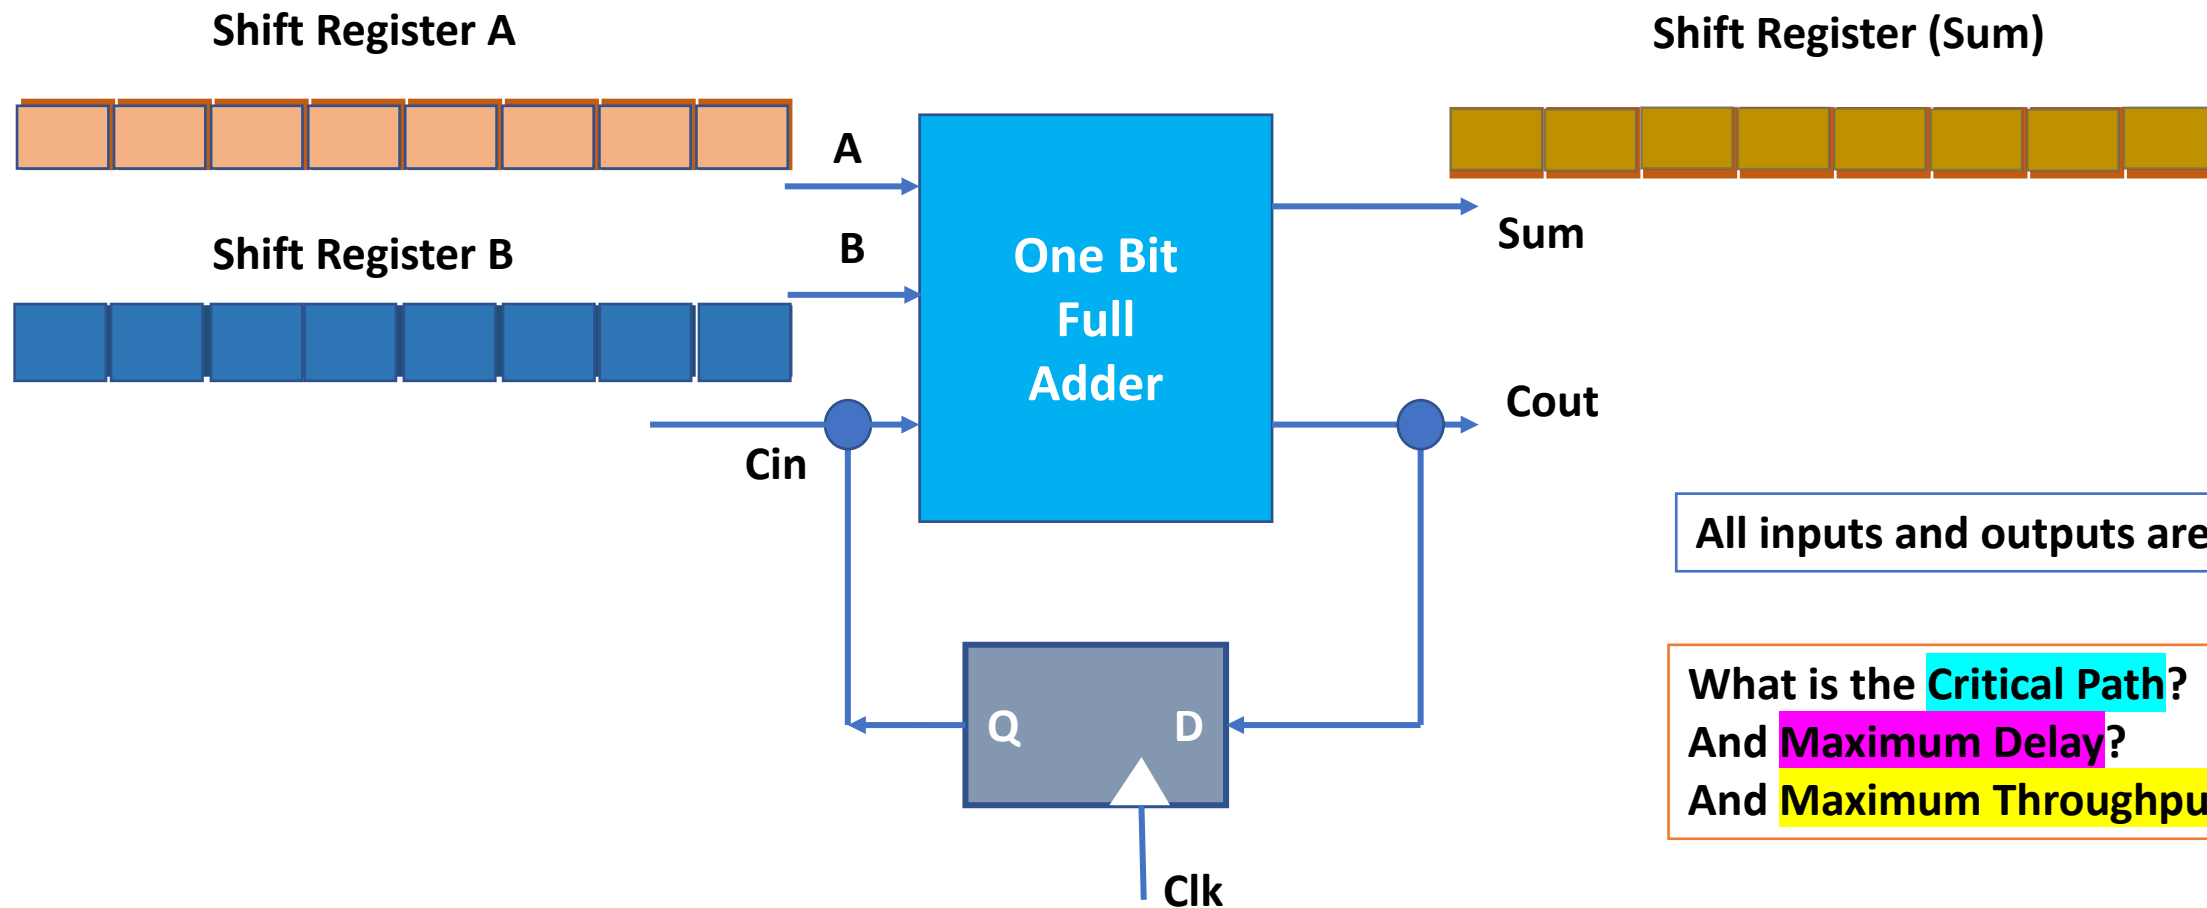 Shift Register A
Shift Register (Sum)
A
Shift Register B
B
One Bit
Full
Adder
Sum
Cin
Cout
All inputs and outputs are
Q
D
What is the Critical Path?
And Maximum Delay?
And Maximum Throughpu
Clk